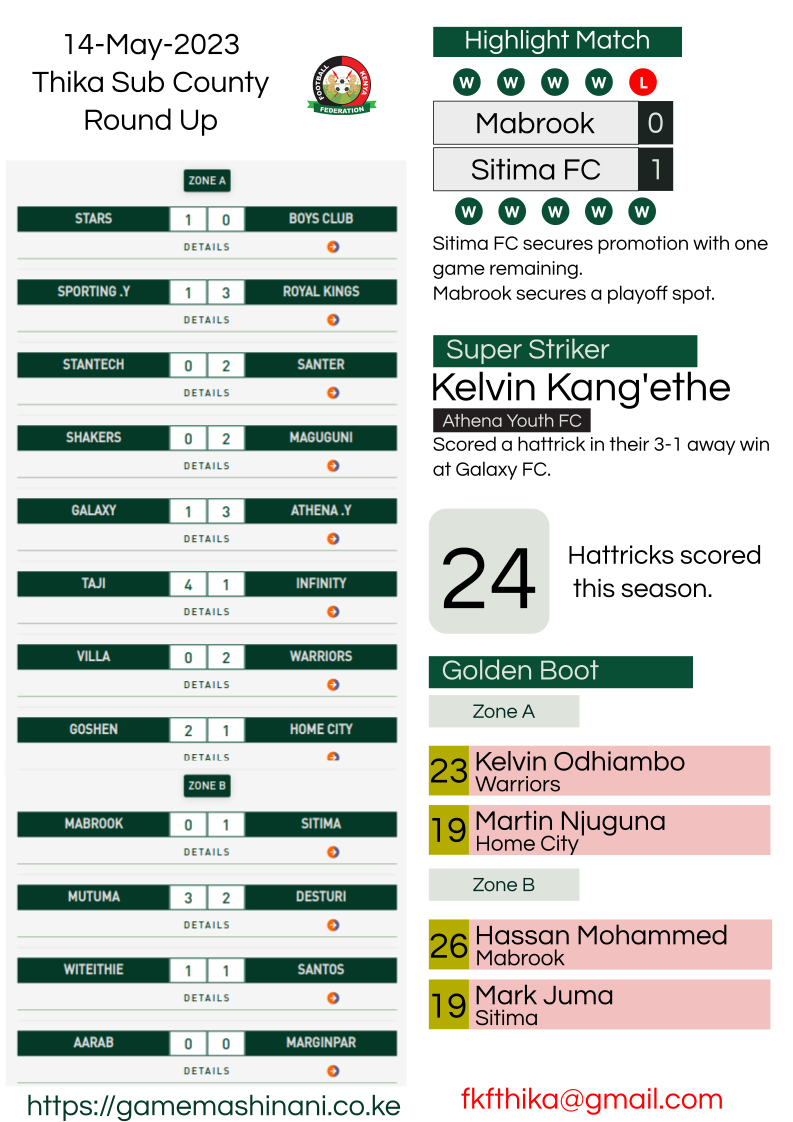 14-May-2023
Thika Sub County
Round Up
FOOTBALL
KENYA
FEDERATION
ZONE A
STARS 1 0 BOYS CLUB
DETAILS
SPORTING .Y 1 3 ROYAL KINGS
DETAILS
STANTECH 0 2 SANTER
DETAILS
SHAKERS 0 2 MAGUGUNI
DETAILS
GALAXY 1 3 ATHENA .Y
DETAILS
TAJI 4 1 INFINITY
DETAILS
VILLA 0 2 WARRIORS
DETAILS
GOSHEN 2 1 HOME CITY
DETAILS
ZONE B
MABROOK 0 1 SITIMA
DETAILS
MUTUMA 3 2 DESTURI
DETAILS
WITEITHIE 1 1 SANTOS
DETAILS
AARAB 0 0 MARGINPAR
DETAILS
https://gamemashinani.co.ke
Highlight Match
W W W W L
Mabrook 0
Sitima FC 1
W W W W W
Sitima FC secures promotion with one
game remaining.
Mabrook secures a playoff spot.
Super Striker
Kelvin Kang'ethe
Athena Youth FC
Scored a hattrick in their 3-1 away win
at Galaxy FC.
24
Hattricks scored
this season.
Golden Boot
Zone A
23 Kelvin Odhiambo
Warriors
19 Martin Njuguna
Home City
Zone B
26 Hassan Mohammed
Mabrook
19 Mark Juma
Sitima
fkfthika@gmail.com